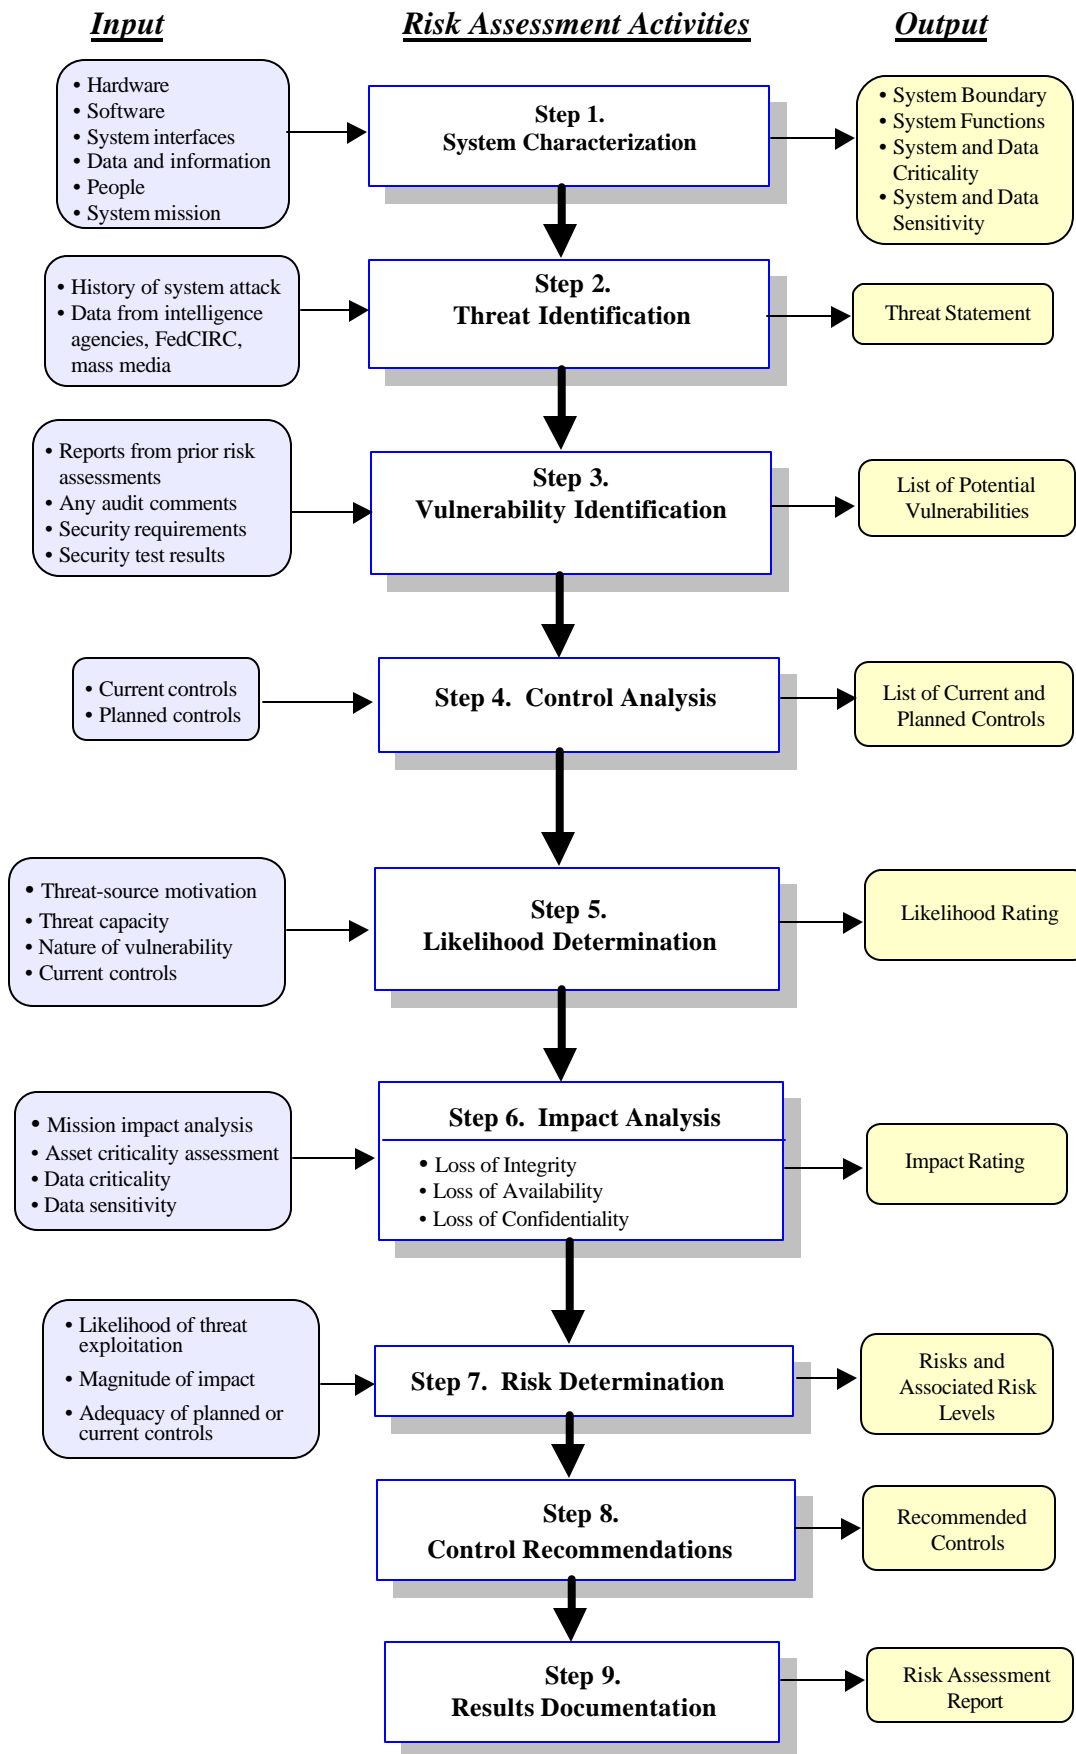 Input
Risk Assessment Activities
Output
• Hardware
• Software
• System interfaces
• Data and information
• People
• System mission
Step 1.
System Characterization
• System Boundary
• System Functions
• System and Data
Criticality
• System and Data
Sensitivity
• History of system attack
• Data from intelligence
agencies, FedCIRC,
mass media
Step 2.
Threat Identification
Threat Statement
• Reports from prior risk
assessments
• Any audit comments
• Security requirements
• Security test results
Step 3.
Vulnerability Identification
List of Potential
Vulnerabilities
• Current controls
• Planned controls
Step 4. Control Analysis
List of Current and
Planned Controls
• Threat-source motivation
• Threat capacity
• Nature of vulnerability
• Current controls
Step 5.
Likelihood Determination
Likelihood Rating
• Mission impact analysis
• Asset criticality assessment
• Data criticality
• Data sensitivity
Step 6. Impact Analysis
• Loss of Integrity
• Loss of Availability
• Loss of Confidentiality
Impact Rating
• Likelihood of threat
exploitation
• Magnitude of impact
• Adequacy of planned or
current controls
Step 7. Risk Determination
Risks and
Associated Risk
Levels
Step 8.
Control Recommendations
Recommended
Controls
Step 9.
Results Documentation
Risk Assessment
Report